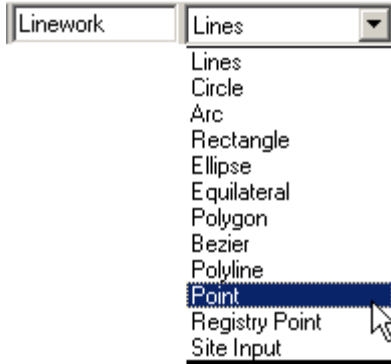 Linework Lines
Lines
Circle
Arc
Rectangle
Ellipse
Equilateral
Polygon
Bezier
Polyline
Point
Registry Point
Site Input